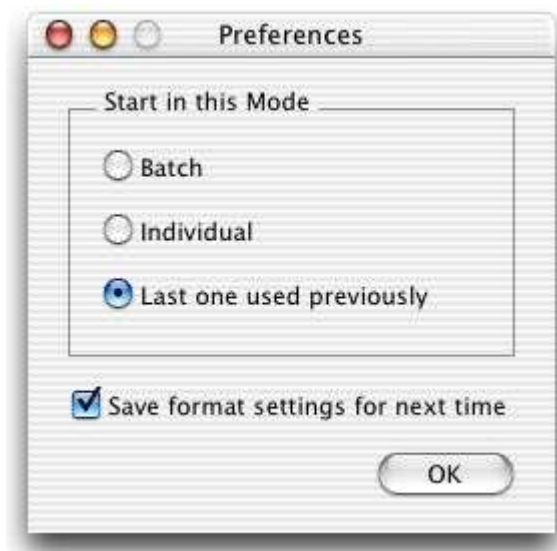 Preferences
Start in this Mode
Batch
Individual
Last one used previously
Save format settings for next time
OK